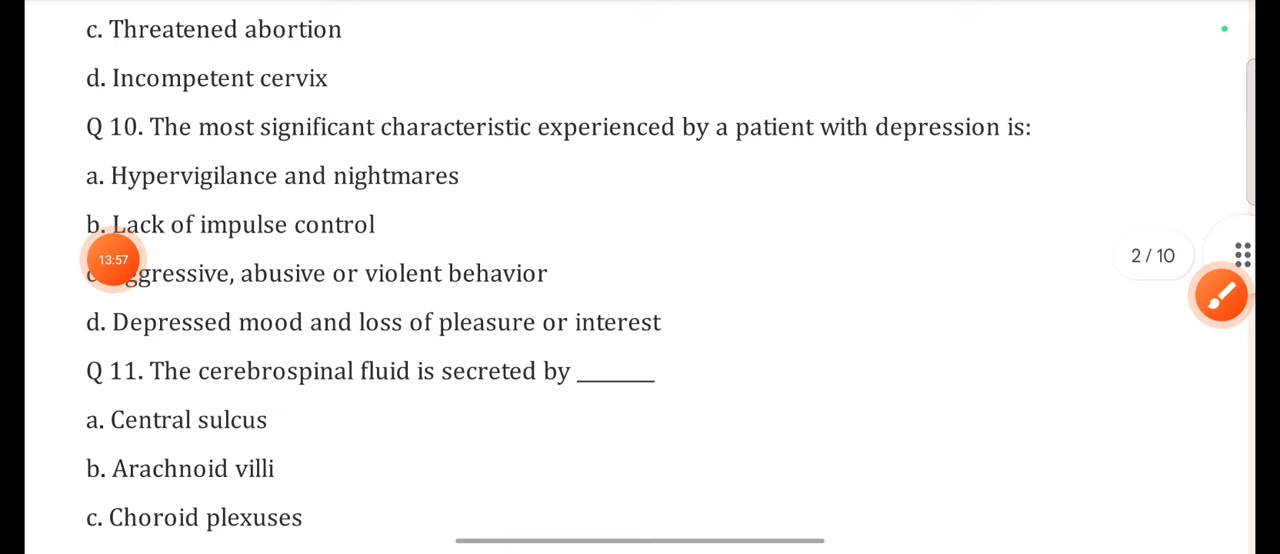 c. Threatened abortion
d. Incompetent cervix
Q 10. The most significant characteristic experienced by a patient with depression is:
a. Hypervigilance and nightmares
b. Lack of impulse control
13:57
ggressive, abusive or violent behavior
2 / 10
d. Depressed mood and loss of pleasure or interest
Q 11. The cerebrospinal fluid is secreted by ______
a. Central sulcus
b. Arachnoid villi
c. Choroid plexuses